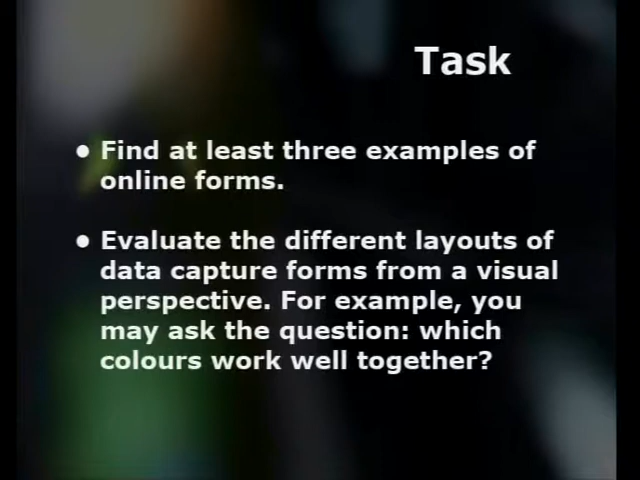 Task
• Find at least three examples of
online forms.
• Evaluate the different layouts of
data capture forms from a visual
perspective. For example, you
may ask the question: which
colours work well together?